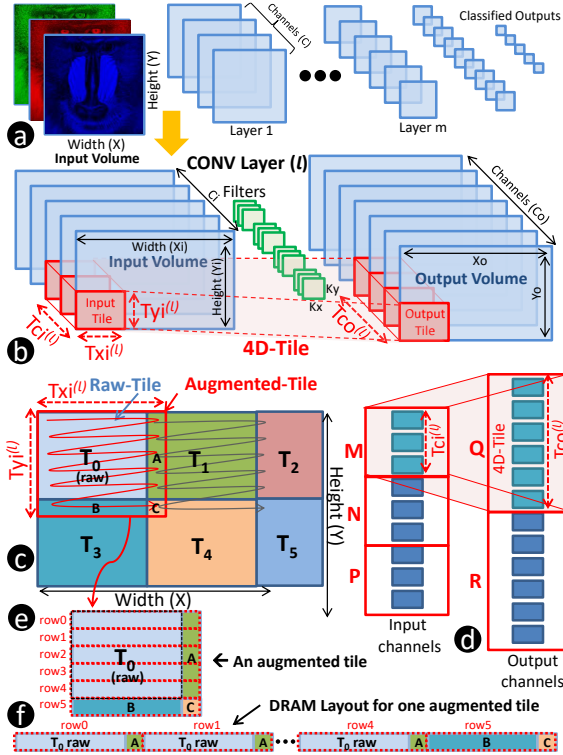 Channels (C)
Classified Outputs
Height (Y)
Layer 1
Layer m
Width (X)
Input Volume
a
CONV Layer (l)
Ci
Filters
Channels (Co)
Width (Xi)
Input Volume
Height (Yi)
Xo
Output Volume
Yo
Ky
Kx
Input
Tile
Tyi(l)
Tci(l)
Txi(l)
4D-Tile
Tco(l)
Output
Tile
b
Txi(l)
Raw-Tile
Augmented-Tile
Tyi(l)
T0
(raw)
A
T1
T2
B
C
T3
T4
T5
Height (Y)
Width (X)
c
M
Tci(l)
N
P
Input
channels
Q
4D-Tile
Tco(l)
R
Output
channels
d
e
row0
row1
row2
row3
row4
row5
T0
(raw)
A
B
C
An augmented tile
f
DRAM Layout for one augmented tile
row0
row1
row4
row5
T0 raw
A
T0 raw
A
T0 raw
A
B
C